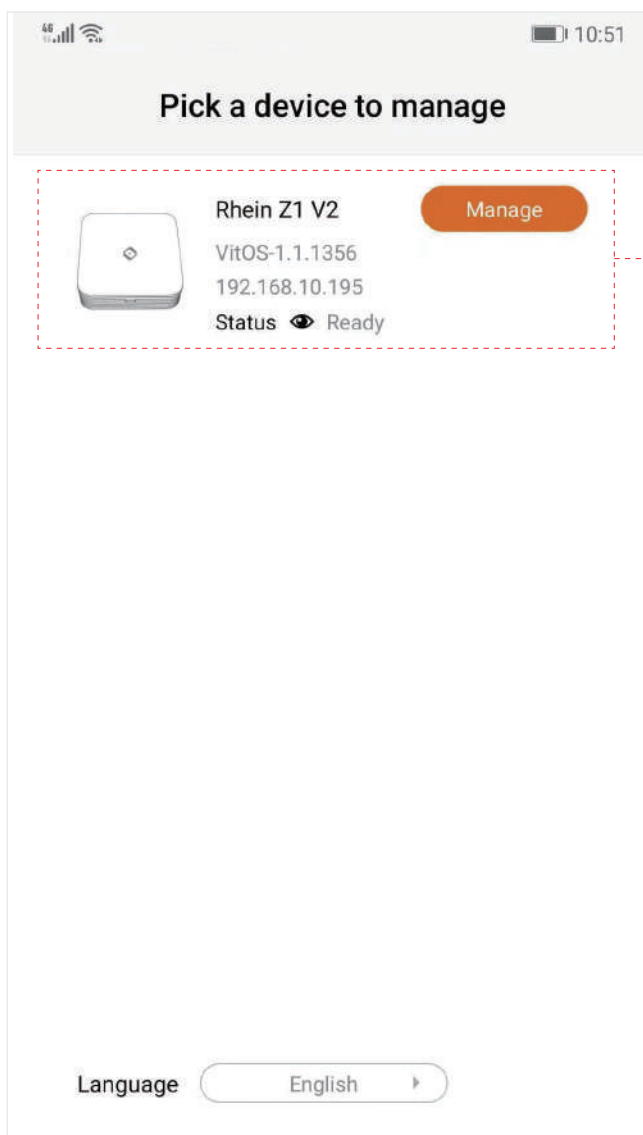 10:51
Pick a device to manage
Rhein Z1 V2
Manage
VitOS-1.1.1356
192.168.10.195
Status Ready
Language English